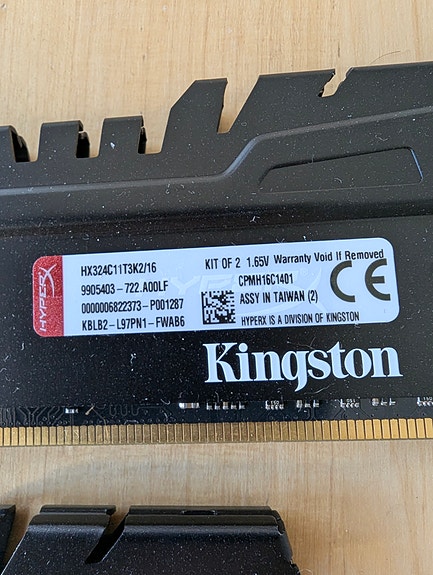 HYPERX
HX324C11T3K2/16
KIT OF 2 1.65V Warranty Void If Removed
9905403-722.A00LF
CPMH16C1401
0000006822373-P001287
ASSY IN TAIWAN (2)
KBLB2-L97PN1-FWAB6
HYPERX IS A DIVISION OF KINGSTON
CE
Kingston